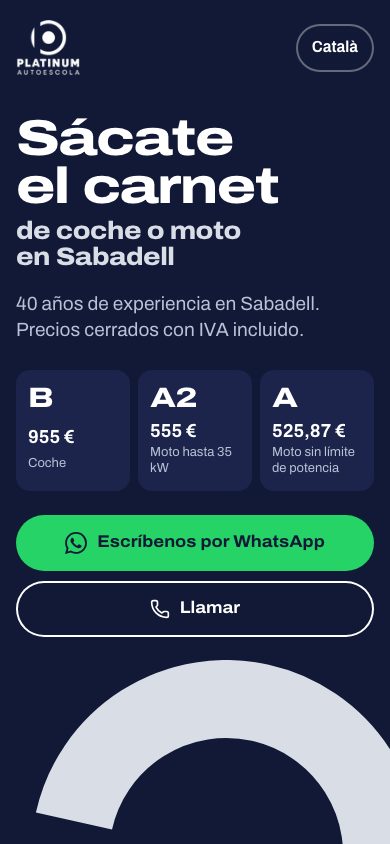 PLATINUM
AUTOESCOLA
Català
Sácate
el carnet
de coche o moto
en Sabadell
40 años de experiencia en Sabadell.
Precios cerrados con IVA incluido.
B
955 €
Coche
A2
555 €
Moto hasta 35
kW
A
525,87 €
Moto sin límite
de potencia
Escríbenos por WhatsApp
Llamar